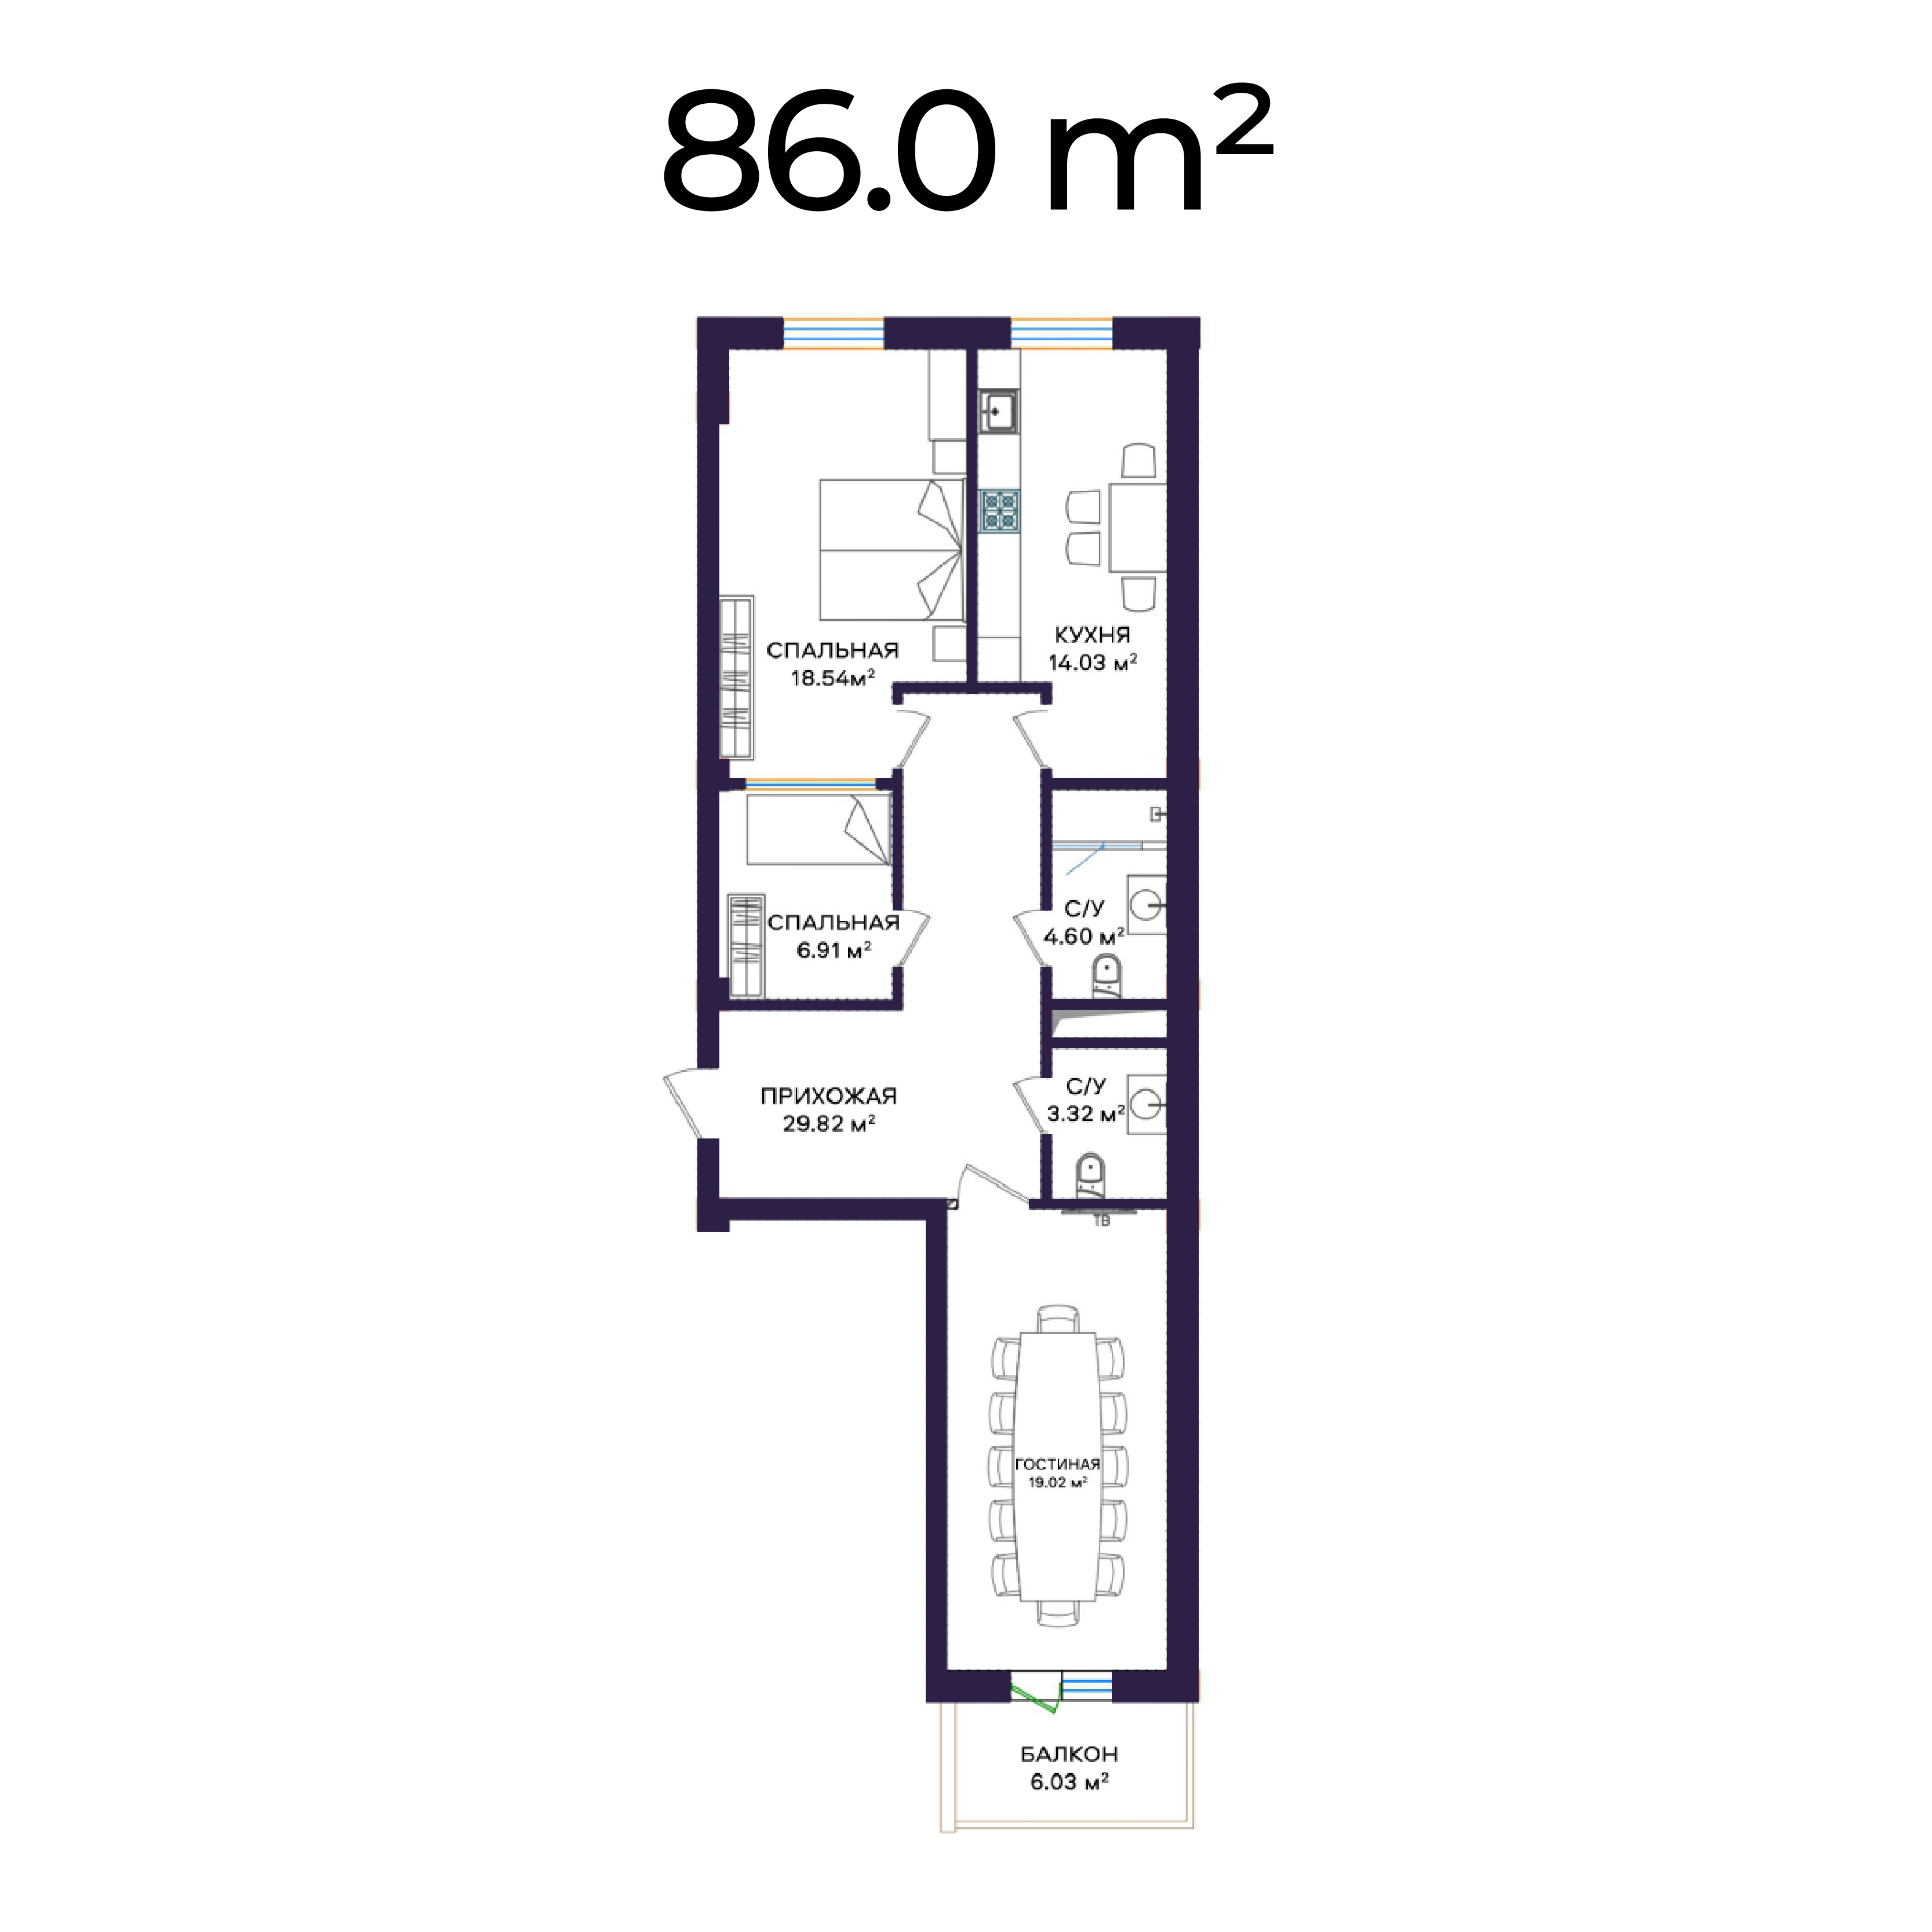 86.0 m²
СПАЛЬНАЯ
18.54м²
КУХНЯ
14.03 м²
СПАЛЬНАЯ
6.91 м²
С/У
4.60 м²
ПРИХОЖАЯ
29.82 м²
С/У
3.32 м²
ТВ
ГОСТИНАЯ
19.02 м²
БАЛКОН
6.03 м²